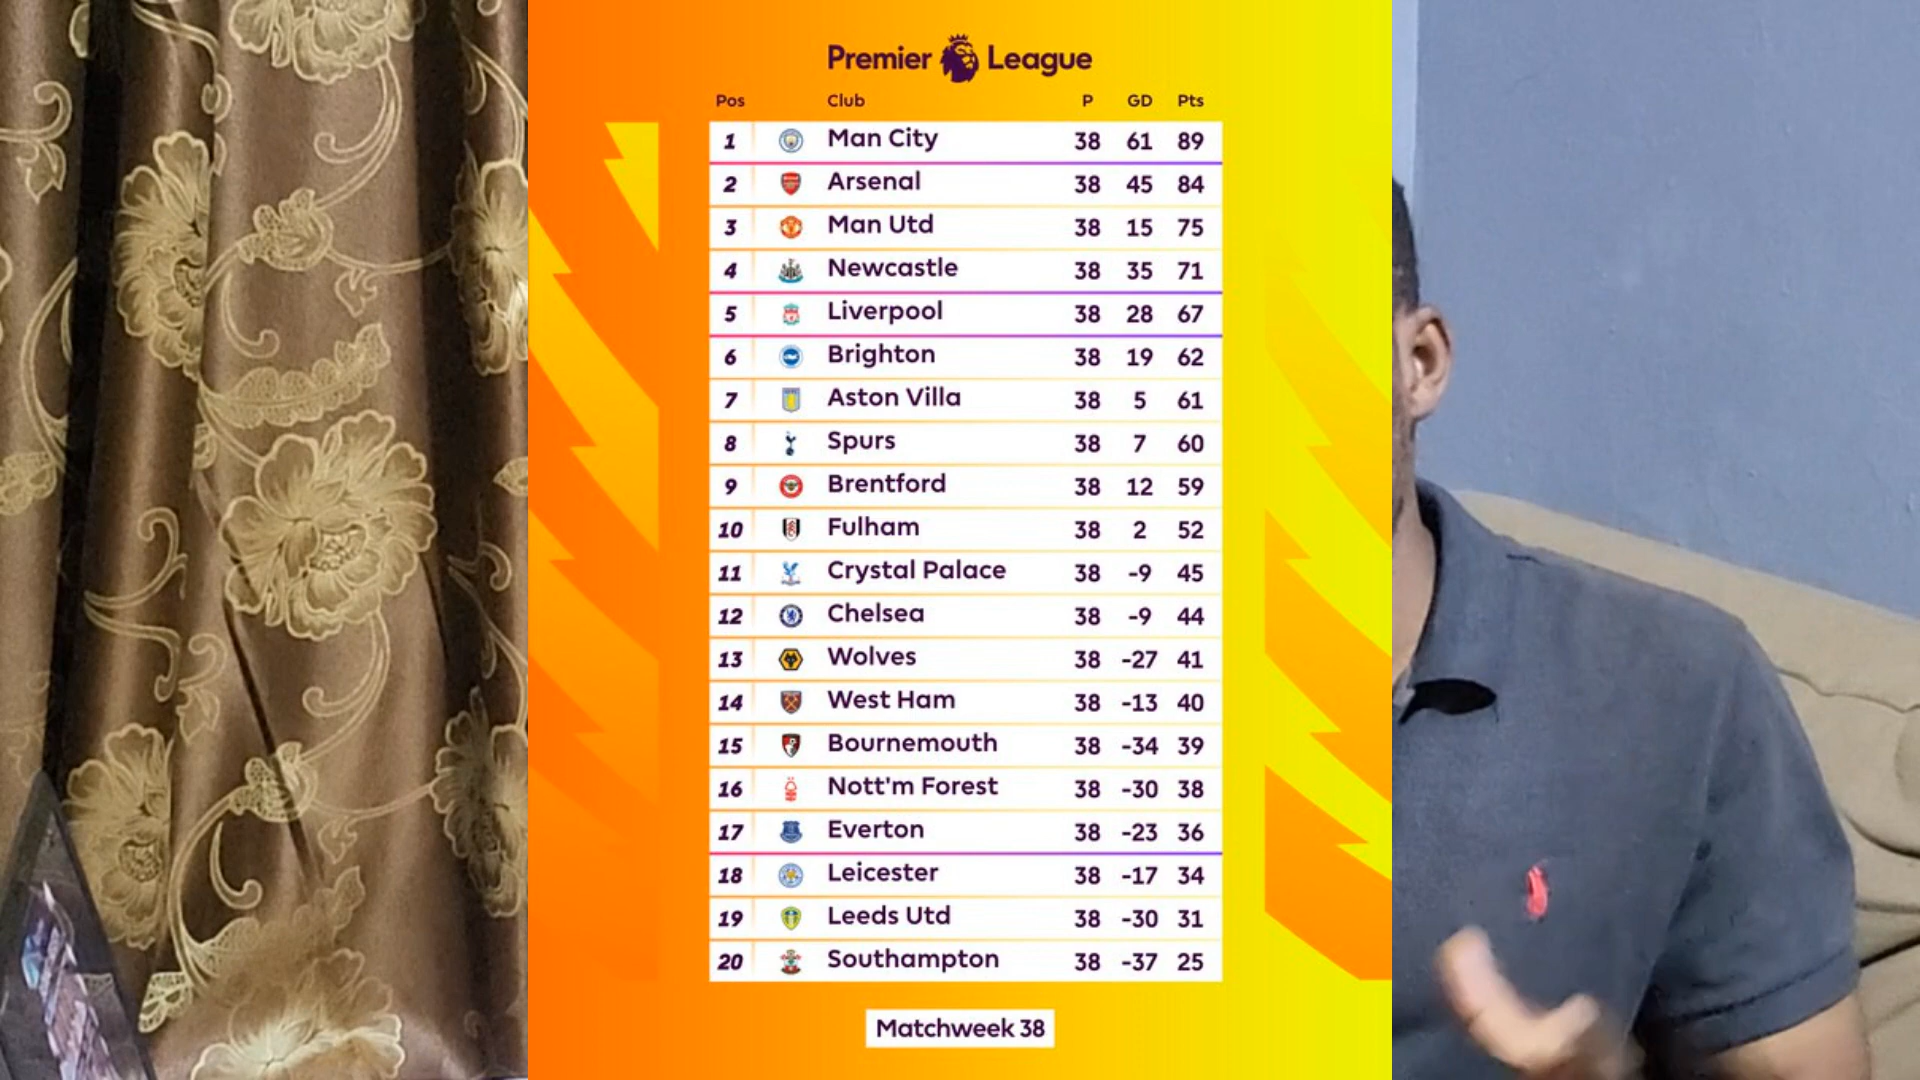 Premier League
Pos Club P GD Pts
1 Man City 38 61 89
2 Arsenal 38 45 84
3 Man Utd 38 15 75
4 Newcastle 38 35 71
5 Liverpool 38 28 67
6 Brighton 38 19 62
7 Aston Villa 38 5 61
8 Spurs 38 7 60
9 Brentford 38 12 59
10 Fulham 38 2 52
11 Crystal Palace 38 -9 45
12 Chelsea 38 -9 44
13 Wolves 38 -27 41
14 West Ham 38 -13 40
15 Bournemouth 38 -34 39
16 Nott'm Forest 38 -30 38
17 Everton 38 -23 36
18 Leicester 38 -17 34
19 Leeds Utd 38 -30 31
20 Southampton 38 -37 25
Matchweek 38